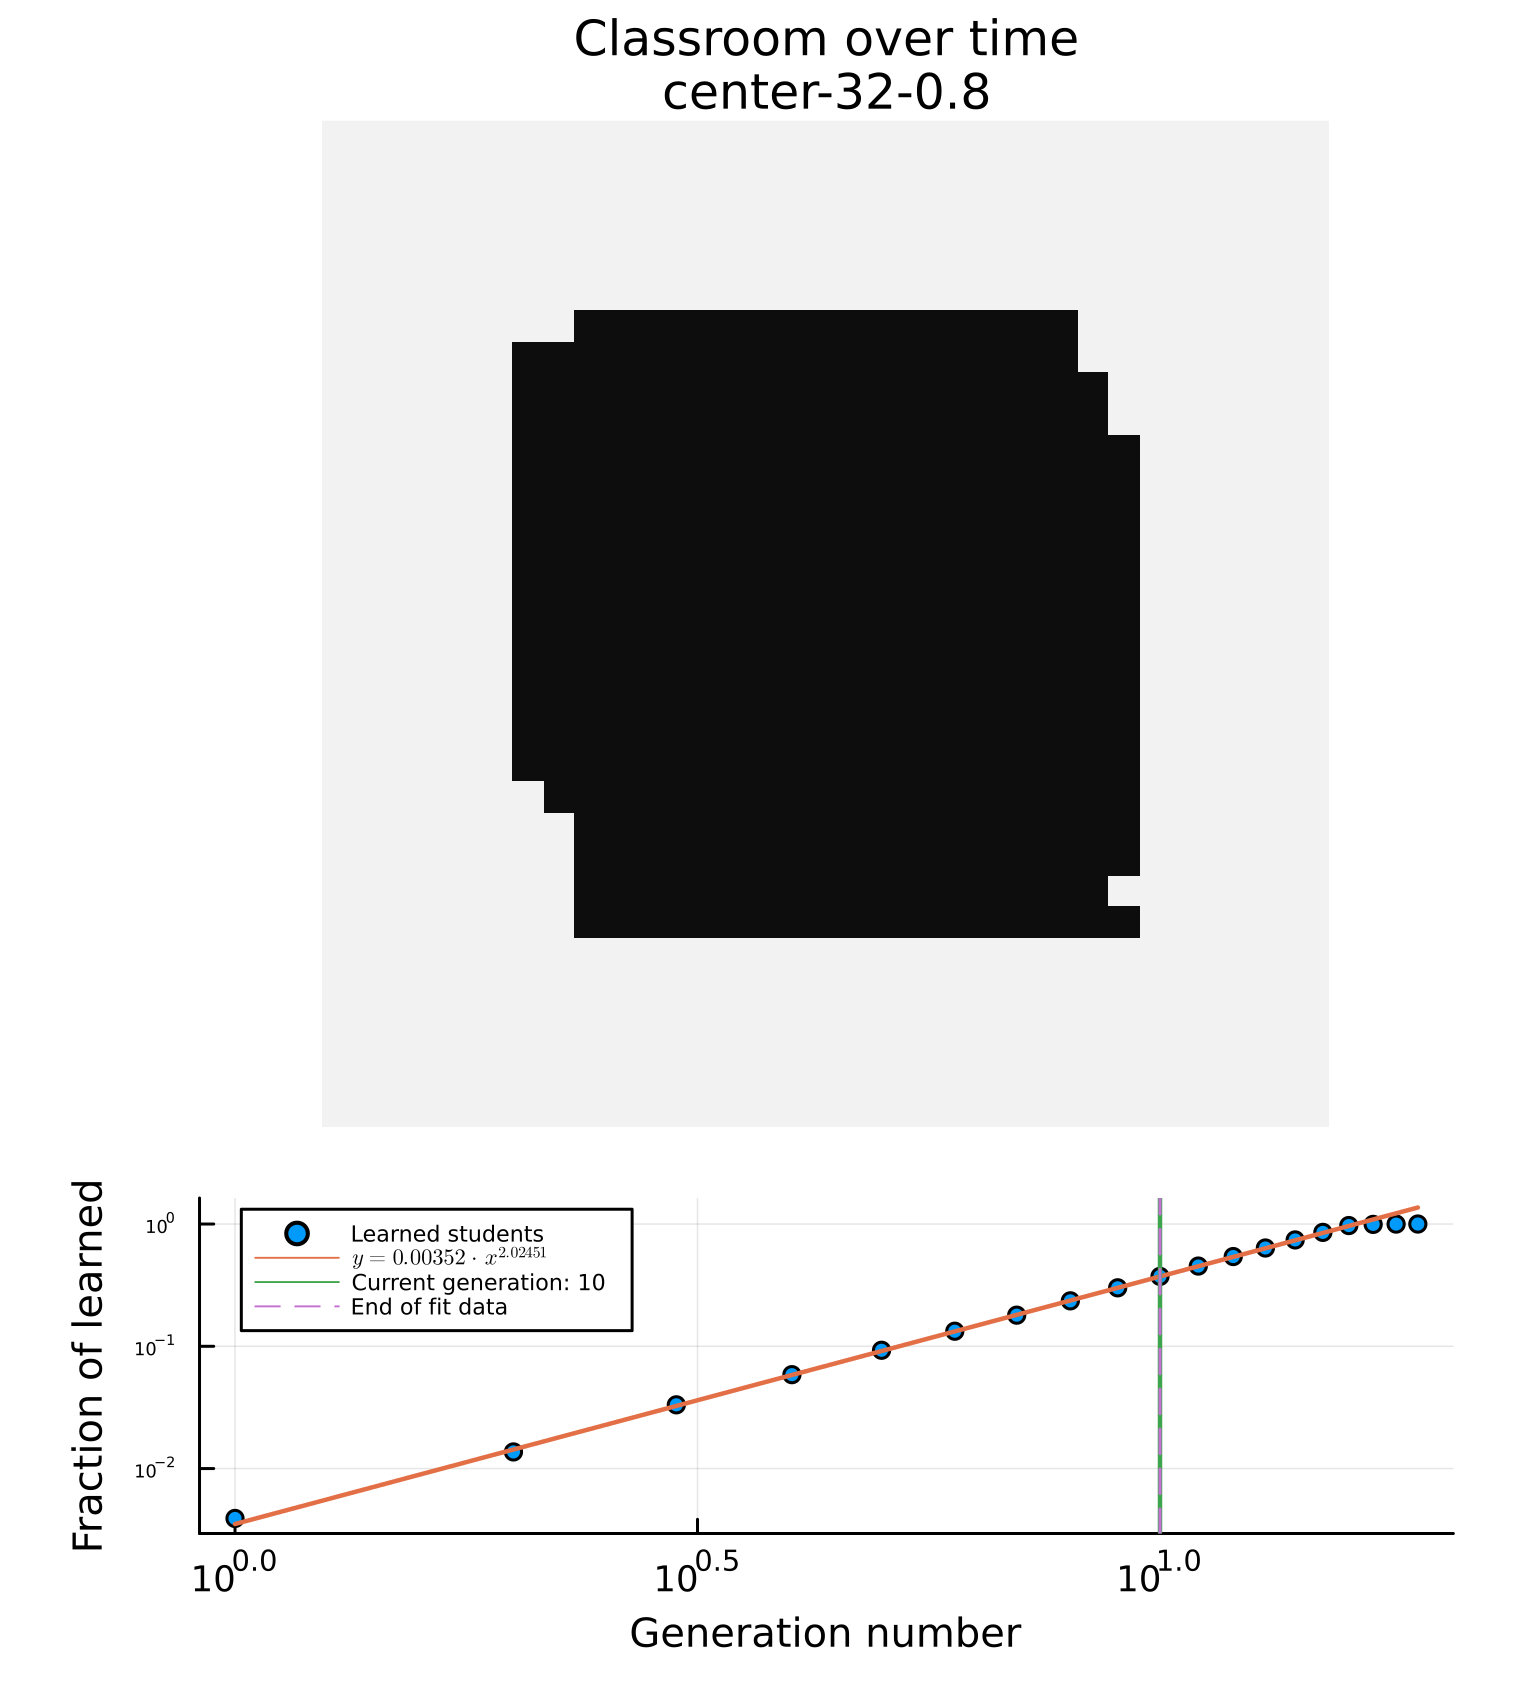 Classroom over time
center-32-0.8
Fraction of learned
10⁰
10⁻¹
10⁻²
Learned students
y = 0.00352 · x^2.02451
Current generation: 10
End of fit data
10^0.0 10^0.5 10^1.0
Generation number